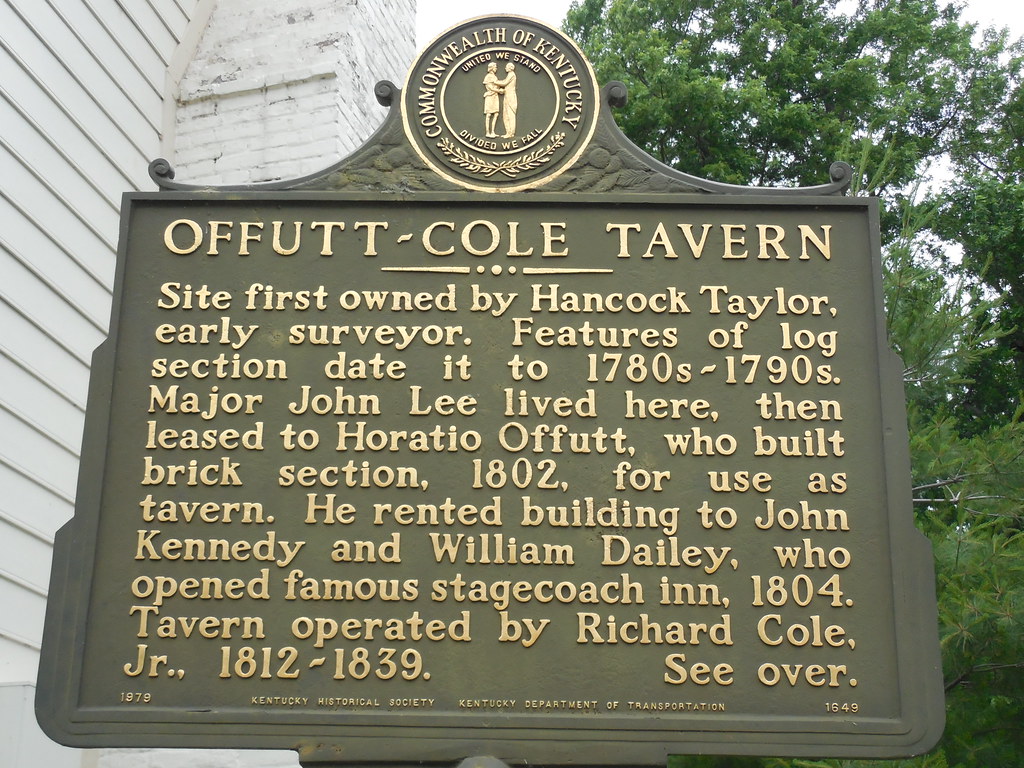 COMMONWEALTH OF KENTUCKY
UNITED WE STAND
DIVIDED WE FALL
OFFUTT-COLE TAVERN
Site first owned by Hancock Taylor,
early surveyor. Features of log
section date it to 1780s-1790s.
Major John Lee lived here, then
leased to Horatio Offutt, who built
brick section, 1802, for use as
tavern. He rented building to John
Kennedy and William Dailey, who
opened famous stagecoach inn, 1804.
Tavern operated by Richard Cole,
Jr., 1812-1839. See over.
1979 KENTUCKY HISTORICAL SOCIETY KENTUCKY DEPARTMENT OF TRANSPORTATION 1649